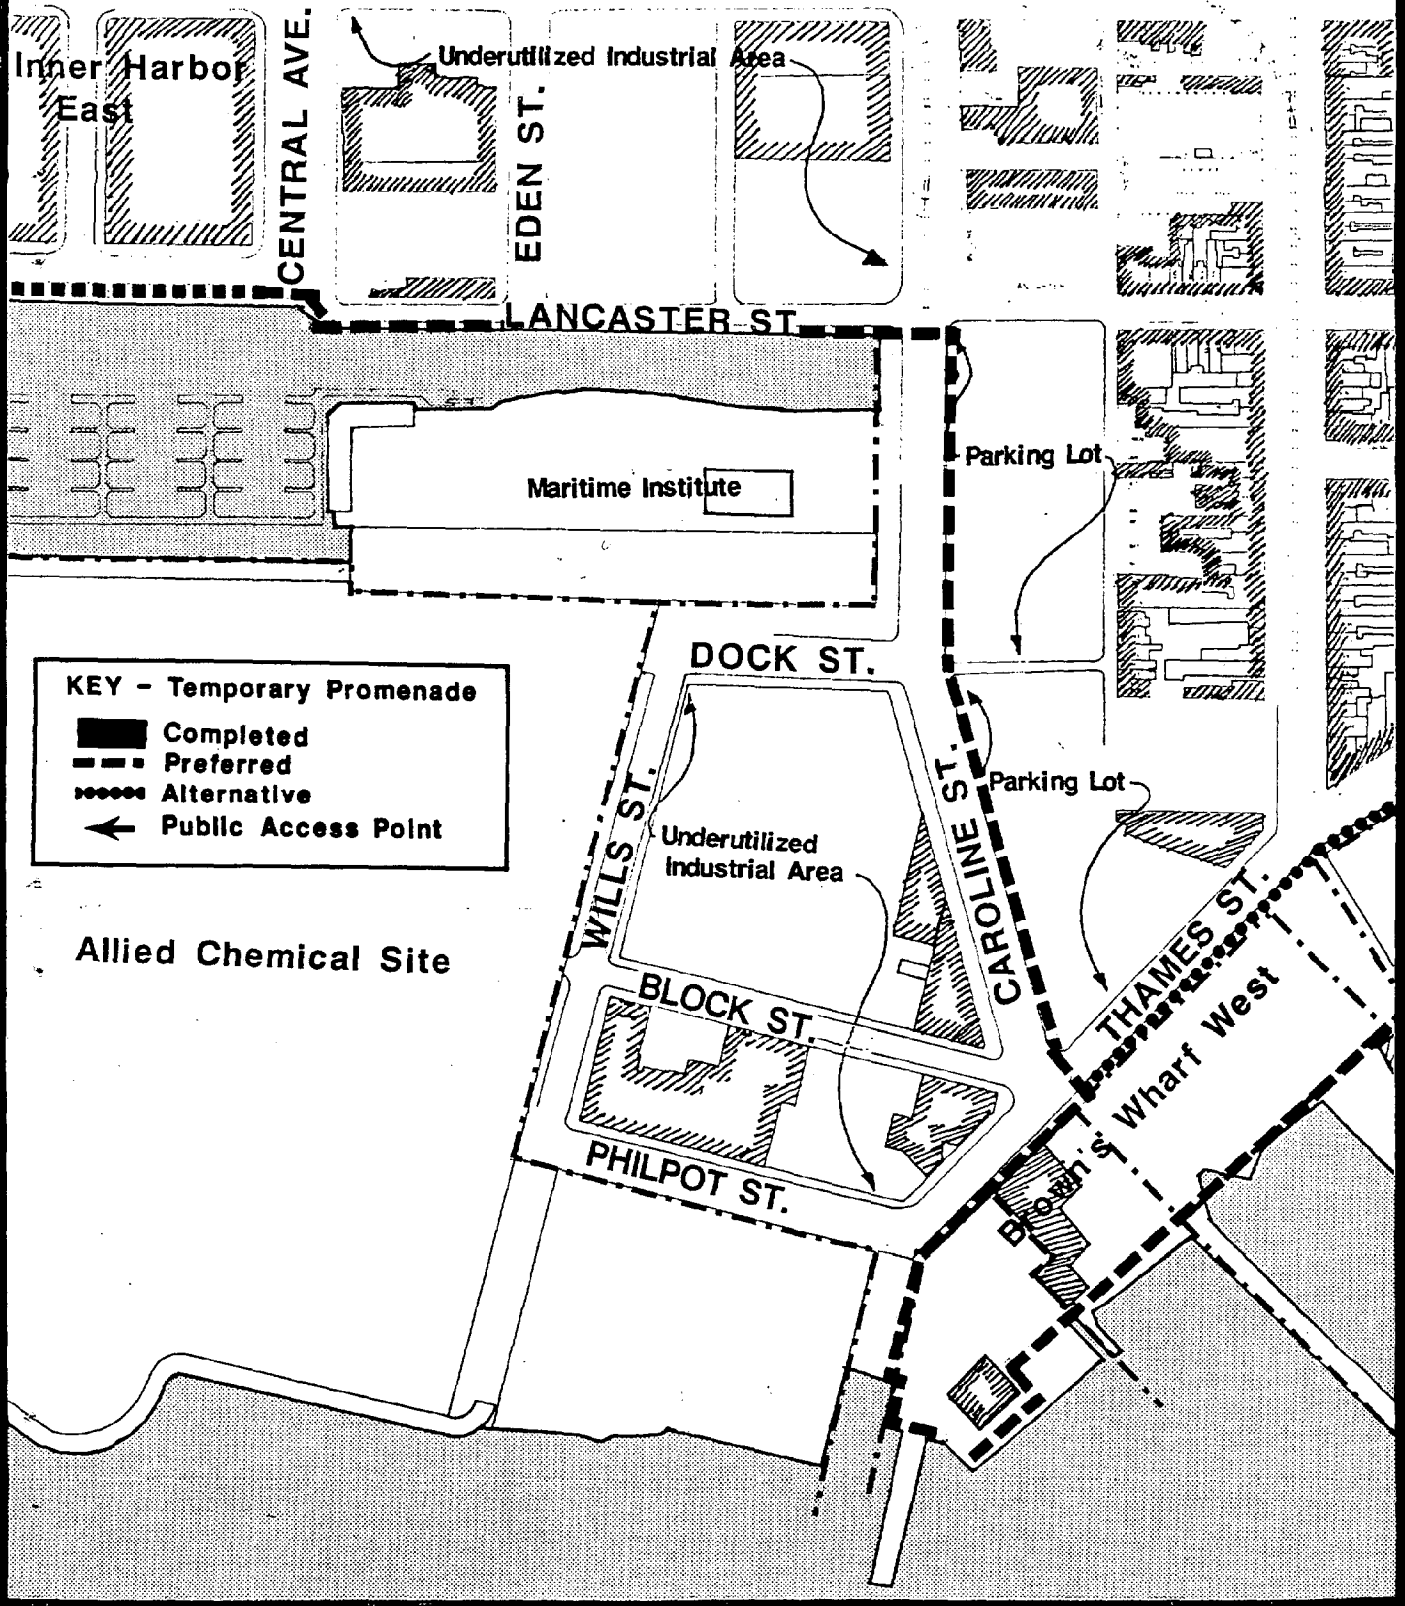 Inner Harbor
East
CENTRAL AVE.
Underutilized Industrial Area
EDEN ST.
LANCASTER ST.
Parking Lot
Maritime Institute
DOCK ST.
KEY - Temporary Promenade
Completed
Preferred
Alternative
Public Access Point
WILLS ST.
CAROLINE ST.
Parking Lot
Underutilized
Industrial Area
THAMES ST.
Allied Chemical Site
BLOCK ST.
Brown's Wharf West
PHILPOT ST.